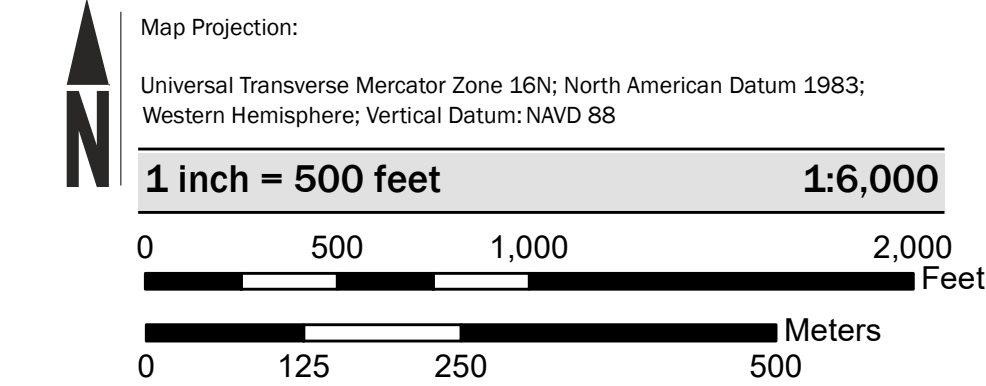 N
Map Projection:
Universal Transverse Mercator Zone 16N; North American Datum 1983;
Western Hemisphere; Vertical Datum: NAVD 88
1 inch = 500 feet 1:6,000
0 500 1,000 2,000
Feet
Meters
0 125 250 500